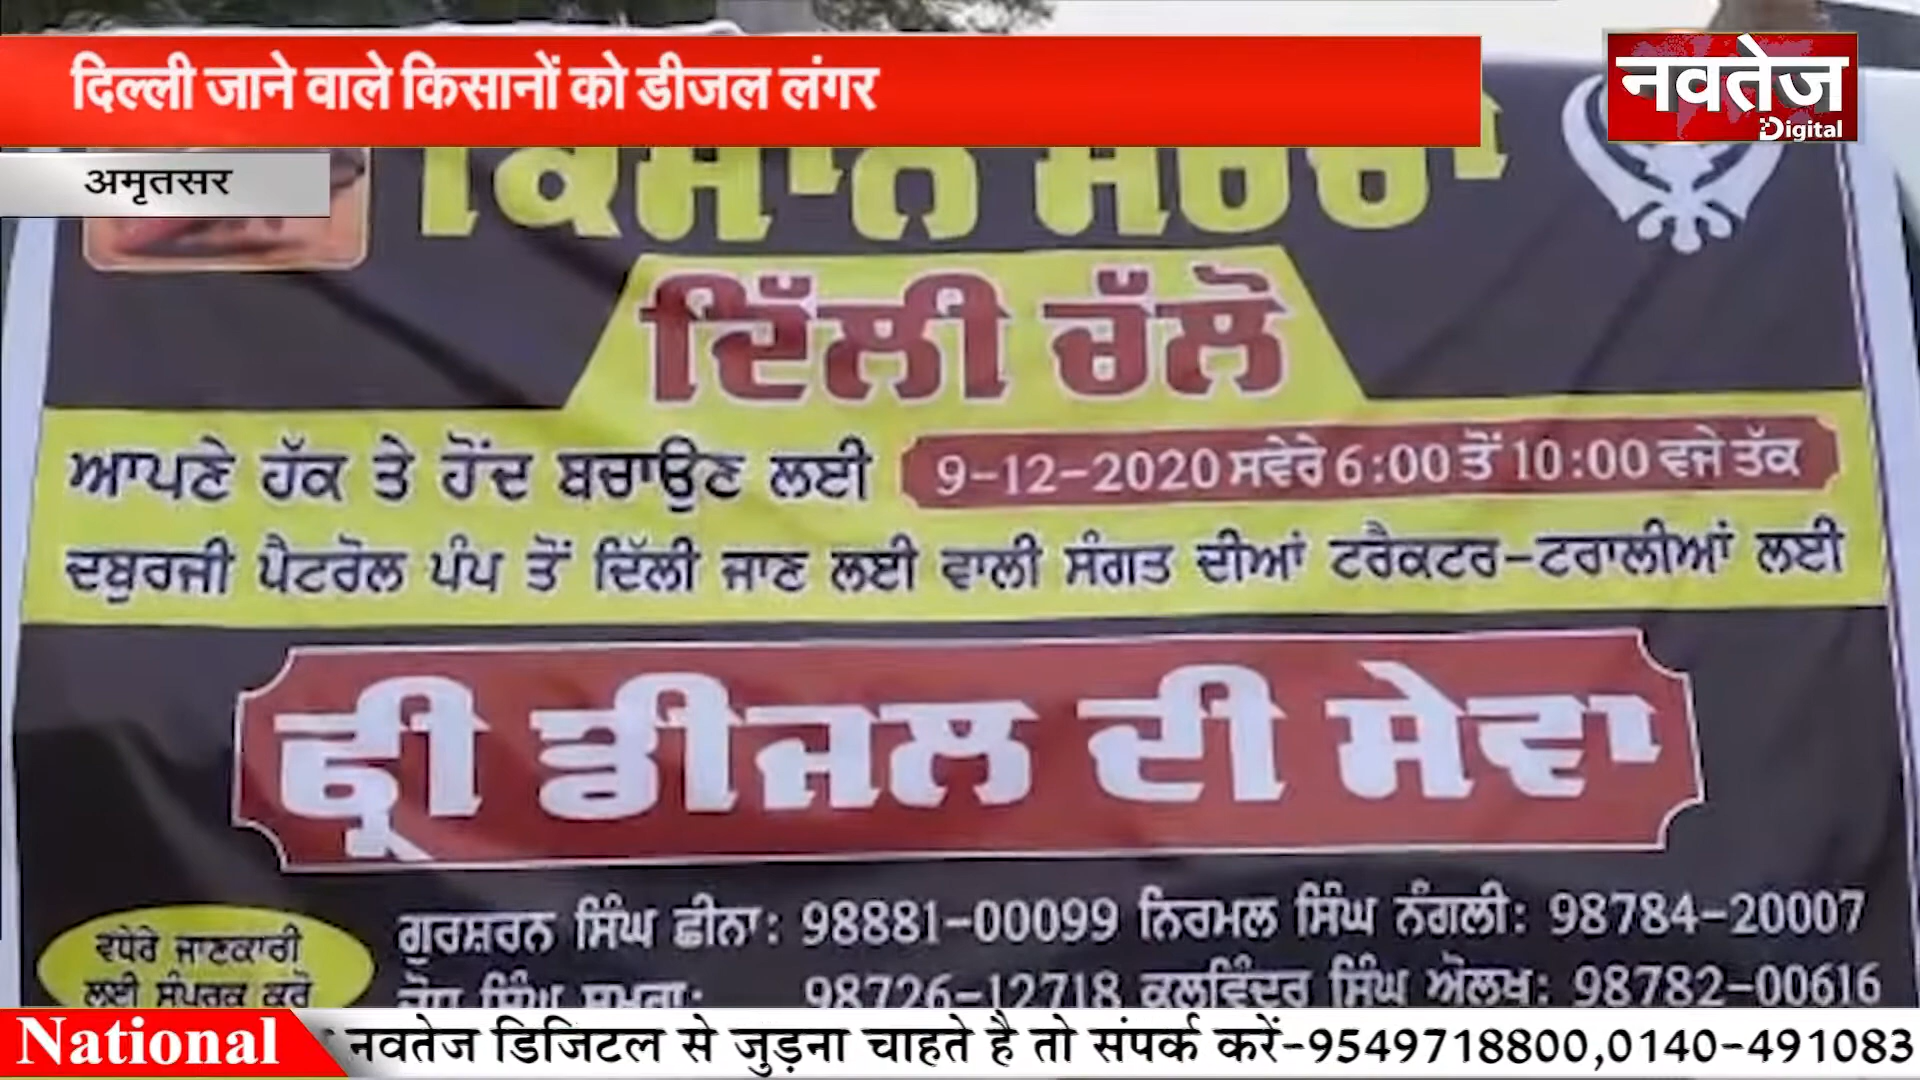 दिल्ली जाने वाले किसानों को डीजल लंगर
नवतेज
Digital
अमृतसर
ਕਿਸਾਨ ਮੋਰਚਾ
ਦਿੱਲੀ ਚੱਲੋ
ਆਪਣੇ ਹੱਕ ਤੇ ਹੋਂਦ ਬਚਾਉਣ ਲਈ 9-12-2020 ਸਵੇਰੇ 6:00 ਤੋਂ 10:00 ਵਜੇ ਤੱਕ
ਦਬੁਰਜੀ ਪੈਟਰੋਲ ਪੰਪ ਤੋਂ ਦਿੱਲੀ ਜਾਣ ਲਈ ਵਾਲੀ ਸੰਗਤ ਦੀਆਂ ਟਰੈਕਟਰ-ਟਰਾਲੀਆਂ ਲਈ
ਫ੍ਰੀ ਡੀਜ਼ਲ ਦੀ ਸੇਵਾ
ਵਧੇਰੇ ਜਾਣਕਾਰੀ
ਲਈ ਸੰਪਰਕ ਕਰੋ
ਗੁਰਸ਼ਰਨ ਸਿੰਘ ਛੀਨਾ: 98881-00099 ਨਿਰਮਲ ਸਿੰਘ ਨੰਗਲੀ: 98784-20007
ਸਿੰਘ 98726-12718 ਕੁਲਵਿੰਦਰ ਸਿੰਘ ਔਲਖ: 98782-00616
National नवतेज डिजिटल से जुड़ना चाहते है तो संपर्क करें-9549718800,0140-491083